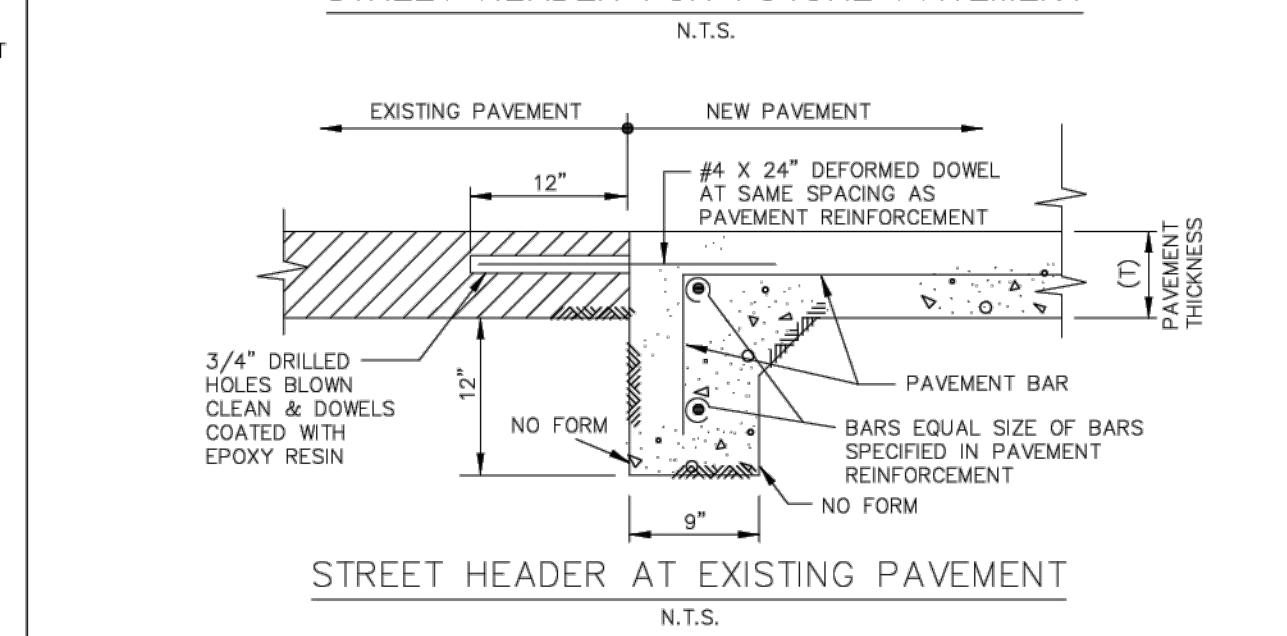 N.T.S.
EXISTING PAVEMENT
NEW PAVEMENT
12"
#4 X 24" DEFORMED DOWEL
AT SAME SPACING AS
PAVEMENT REINFORCEMENT
(T)
PAVEMENT
THICKNESS
3/4" DRILLED
HOLES BLOWN
CLEAN & DOWELS
COATED WITH
EPOXY RESIN
12"
NO FORM
PAVEMENT BAR
BARS EQUAL SIZE OF BARS
SPECIFIED IN PAVEMENT
REINFORCEMENT
NO FORM
9"
STREET HEADER AT EXISTING PAVEMENT
N.T.S.